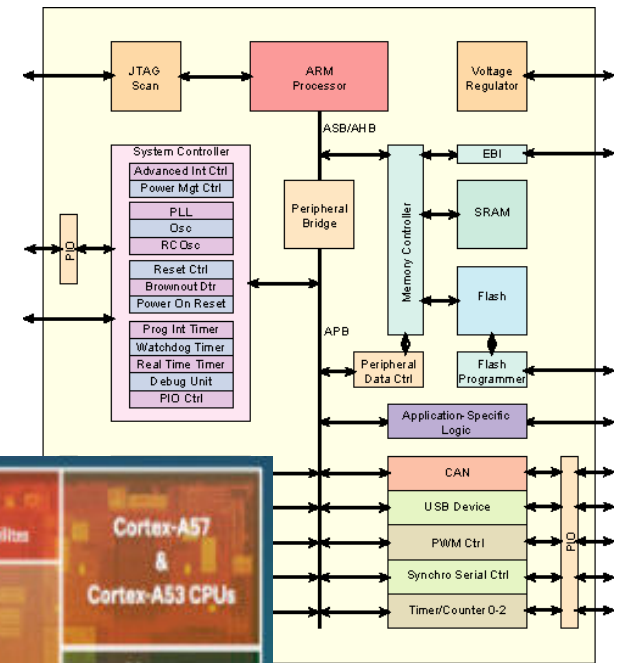 JTAG
Scan
ARM
Processor
Voltage
Regulator
ASB/AHB
System Controller
Advanced Int Ctrl
Power Mgt Ctrl
PLL
Osc
RC Osc
Reset Ctrl
Brownout Dtr
Power On Reset
Prog Int Timer
Watchdog Timer
Real Time Timer
Debug Unit
PIO Ctrl
PIO
Peripheral
Bridge
APB
Memory Controller
EBI
SRAM
Flash
Peripheral
Data Ctrl
Flash
Programmer
Application-Specific
Logic
CAN
USB Device
PWM Ctrl
Synchro Serial Ctrl
Timer/Counter 0-2
PIO
Cortex-A57
&
Cortex-A53 CPUs